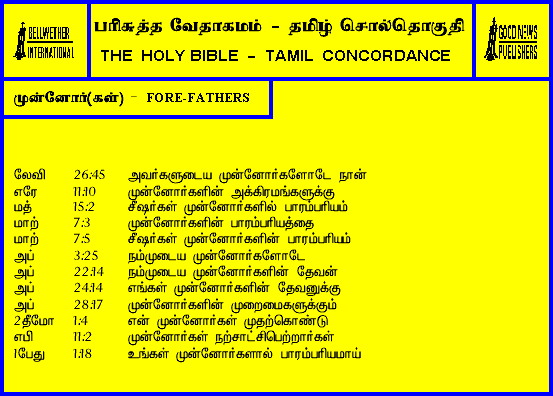 BELLWETHER
INTERNATIONAL
பரிசுத்த வேதாகமம் - தமிழ் சொல்தொகுதி
THE HOLY BIBLE - TAMIL CONCORDANCE
GOOD NEWS
PUBLISHERS
முன்னோர்(கள்) - FORE-FATHERS
லேவி 26:45 அவர்களுடைய முன்னோர்களோடே நான்
எரே 11:10 முன்னோர்களின் அக்கிரமங்களுக்கு
மத் 15:2 சீஷர்கள் முன்னோர்களில் பாரம்பரியம்
மாற் 7:3 முன்னோர்களின் பாரம்பரியத்தை
மாற் 7:5 சீஷர்கள் முன்னோர்களின் பாரம்பரியம்
அப் 3:25 நம்முடைய முன்னோர்களோடே
அப் 22:14 நம்முடைய முன்னோர்களின் தேவன்
அப் 24:14 எங்கள் முன்னோர்களின் தேவனுக்கு
அப் 28:17 முன்னோர்களின் முறைமைகளுக்கும்
2தீமோ 1:4 என் முன்னோர்கள் முதற்கொண்டு
எபி 11:2 முன்னோர்கள் நற்சாட்சிபெற்றார்கள்
1பேது 1:18 உங்கள் முன்னோர்களால் பாரம்பரியமாய்